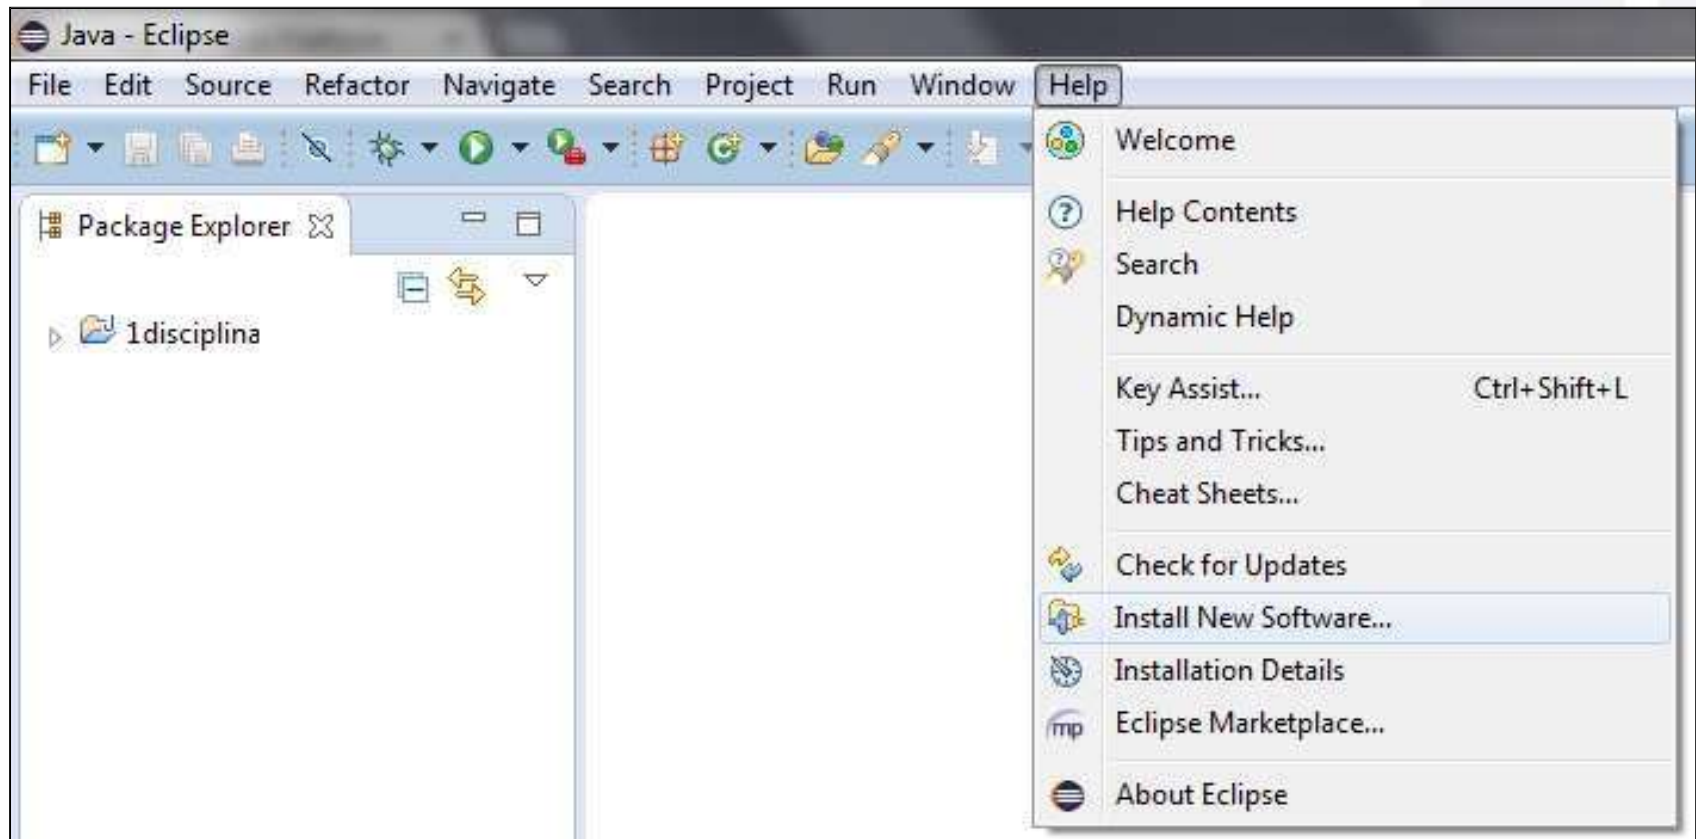 Java - Eclipse
File Edit Source Refactor Navigate Search Project Run Window Help
Package Explorer
1disciplina
Welcome
Help Contents
Search
Dynamic Help
Key Assist... Ctrl+Shift+L
Tips and Tricks...
Cheat Sheets...
Check for Updates
Install New Software...
Installation Details
mp Eclipse Marketplace...
About Eclipse